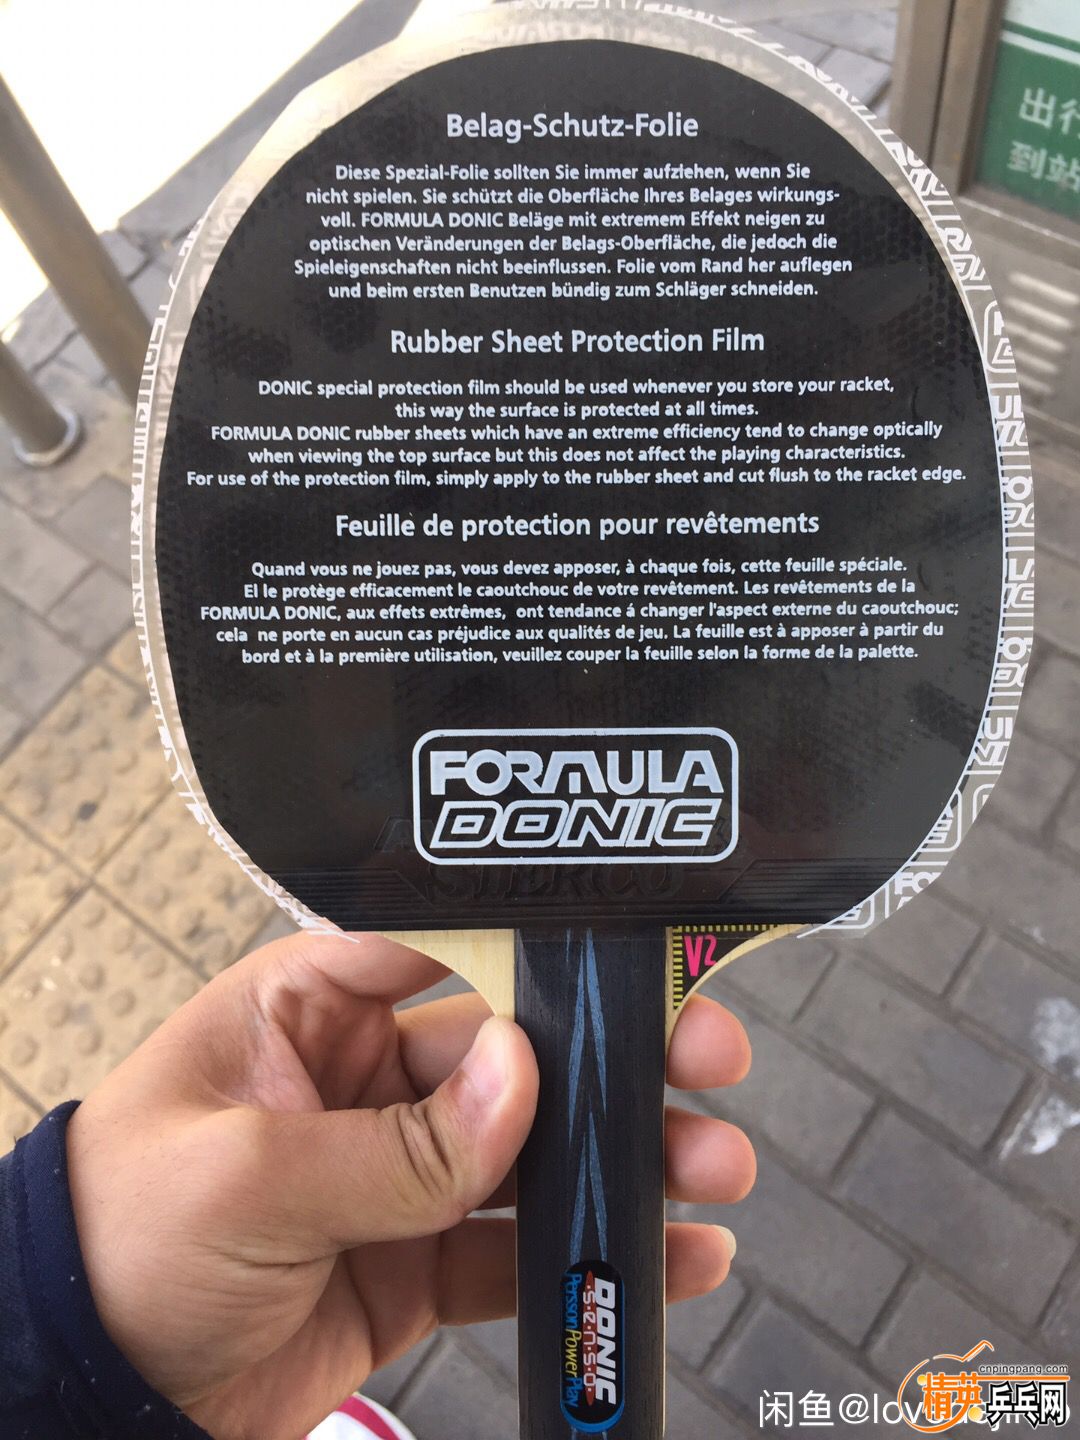 Belag-Schutz-Folie
Diese Spezial-Folie sollten Sie immer aufziehen, wenn Sie
nicht spielen. Sie schützt die Oberfläche Ihres Belages wirkungs-
voll. FORMULA DONIC Beläge mit extremem Effekt neigen zu
optischen Veränderungen der Belags-Oberfläche, die jedoch die
Spieleigenschaften nicht beeinflussen. Folie vom Rand her auflegen
und beim ersten Benutzen bündig zum Schläger schneiden.
Rubber Sheet Protection Film
DONIC special protection film should be used whenever you store your racket,
this way the surface is protected at all times.
FORMULA DONIC rubber sheets which have an extreme efficiency tend to change optically
when viewing the top surface but this does not affect the playing characteristics.
For use of the protection film, simply apply to the rubber sheet and cut flush to the racket edge.
Feuille de protection pour revêtements
Quand vous ne jouez pas, vous devez apposer, à chaque fois, cette feuille spéciale.
El le protège efficacement le caoutchouc de votre revêtement. Les revêtements de la
FORMULA DONIC, aux effets extrêmes, ont tendance á changer l'aspect externe du caoutchouc;
cela ne porte en aucun cas préjudice aux qualités de jeu. La feuille est à apposer à partir du
bord et à la première utilisation, veuillez couper la feuille selon la forme de la palette.
FORMULA
DONIC
V2
DONIC
s.e.n.s.o.
PersonPowerPlay
出行
到站
cnpingpang.com
精英乒乓网
闲鱼